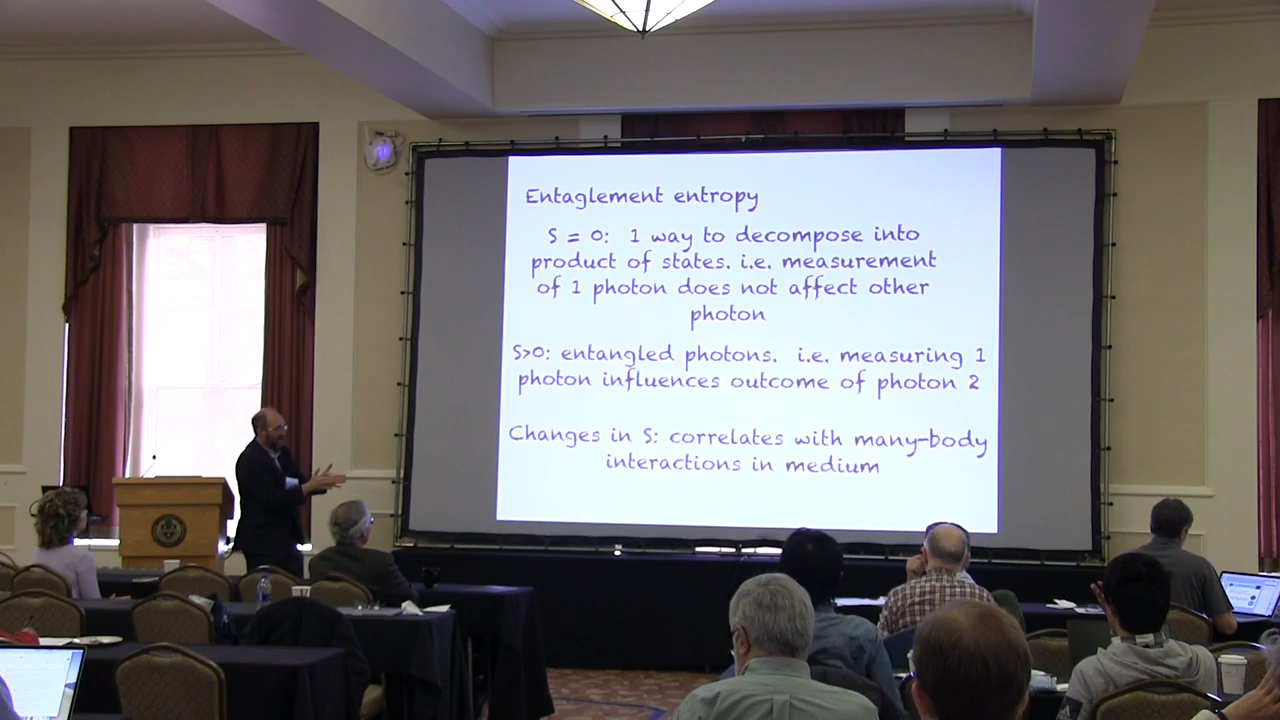 Entaglement entropy
S = 0: 1 way to decompose into
product of states. i.e. measurement
of 1 photon does not affect other
photon
S>0: entangled photons. i.e. measuring 1
photon influences outcome of photon 2
Changes in S: correlates with many-body
interactions in medium